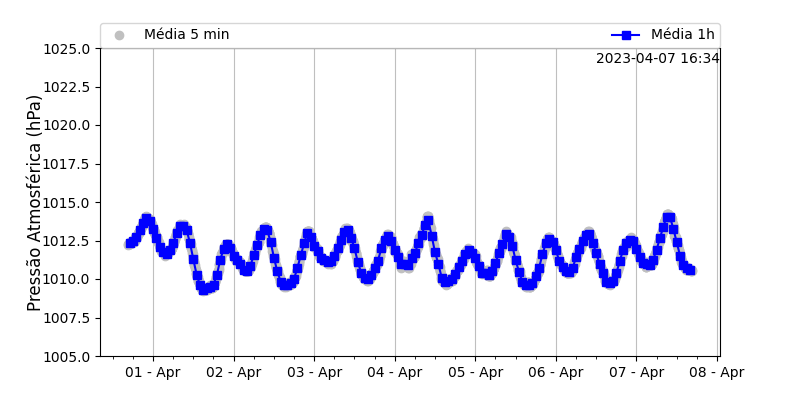 Média 5 min
Média 1h
2023-04-07 16:34
Pressão Atmosférica (hPa)
1025.0
1022.5
1020.0
1017.5
1015.0
1012.5
1010.0
1007.5
1005.0
01 - Apr
02 - Apr
03 - Apr
04 - Apr
05 - Apr
06 - Apr
07 - Apr
08 - Apr